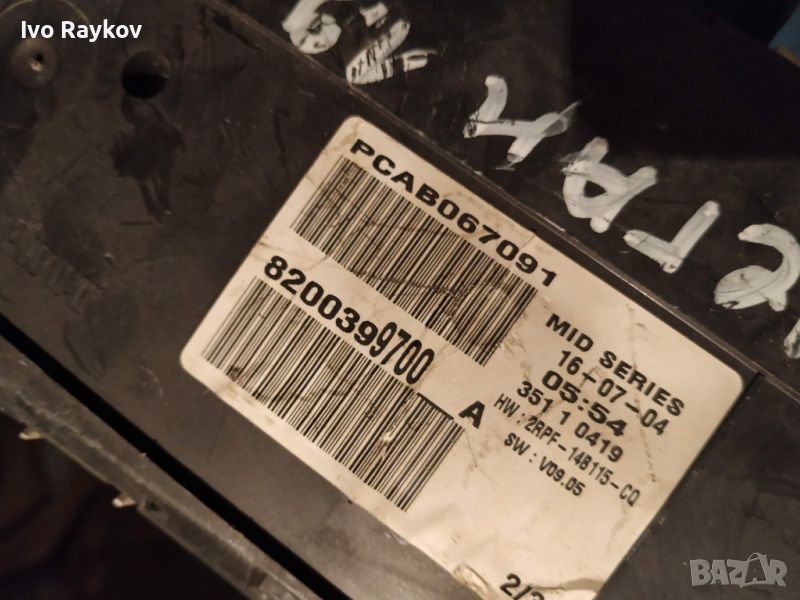 Ivo Raykov
PCAB067091
8200399700
A
MID SERIES
16-07-04
05:54
351 1 0419
HW: 2RPF-14B115-CQ
SW: V09.05
BAZAR